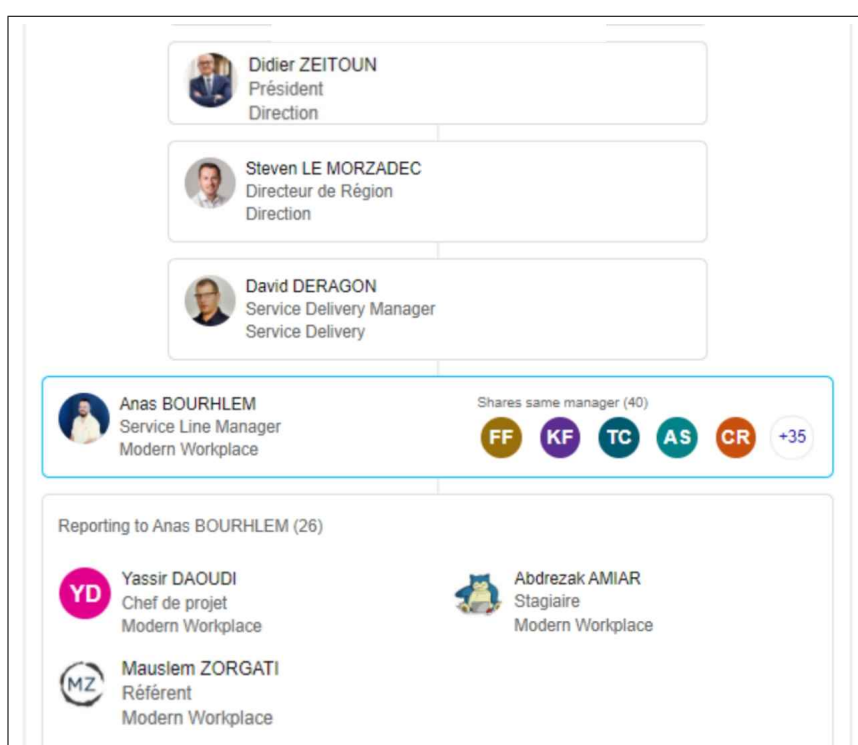 Didier ZEITOUN
Président
Direction
Steven LE MORZADEC
Directeur de Région
Direction
David DERAGON
Service Delivery Manager
Service Delivery
Anas BOURHLEM
Service Line Manager
Modern Workplace
Shares same manager (40)
FF KF TC AS CR +35
Reporting to Anas BOURHLEM (26)
YD
Yassir DAOUDI
Chef de projet
Modern Workplace
Abdrezak AMIAR
Stagiaire
Modern Workplace
MZ
Mauslem ZORGATI
Référent
Modern Workplace